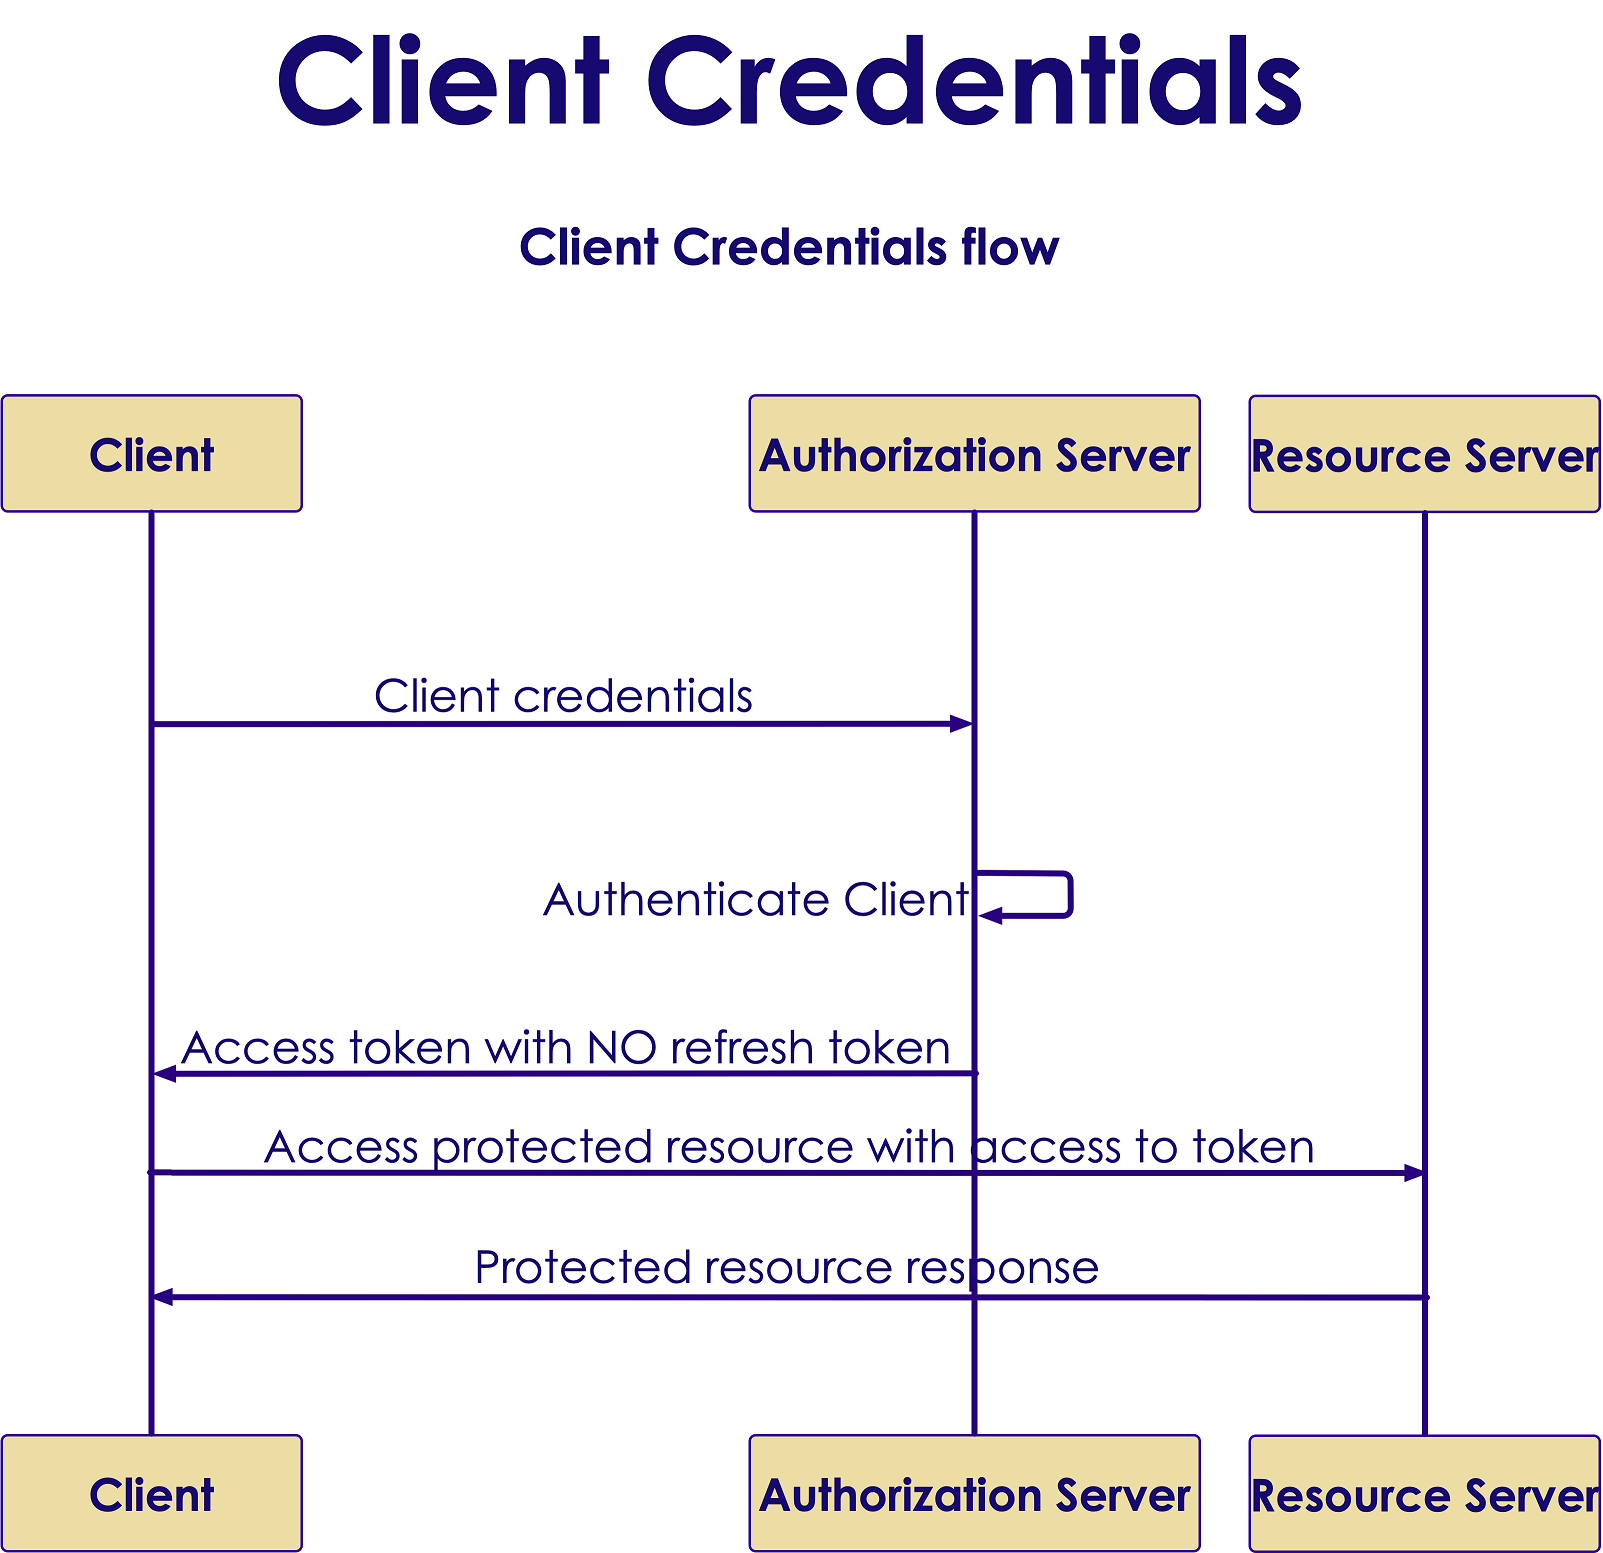 Client Credentials
Client Credentials flow
Client
Authorization Server
Resource Server
Client credentials
Authenticate Client
Access token with NO refresh token
Access protected resource with access to token
Protected resource response
Client
Authorization Server
Resource Server